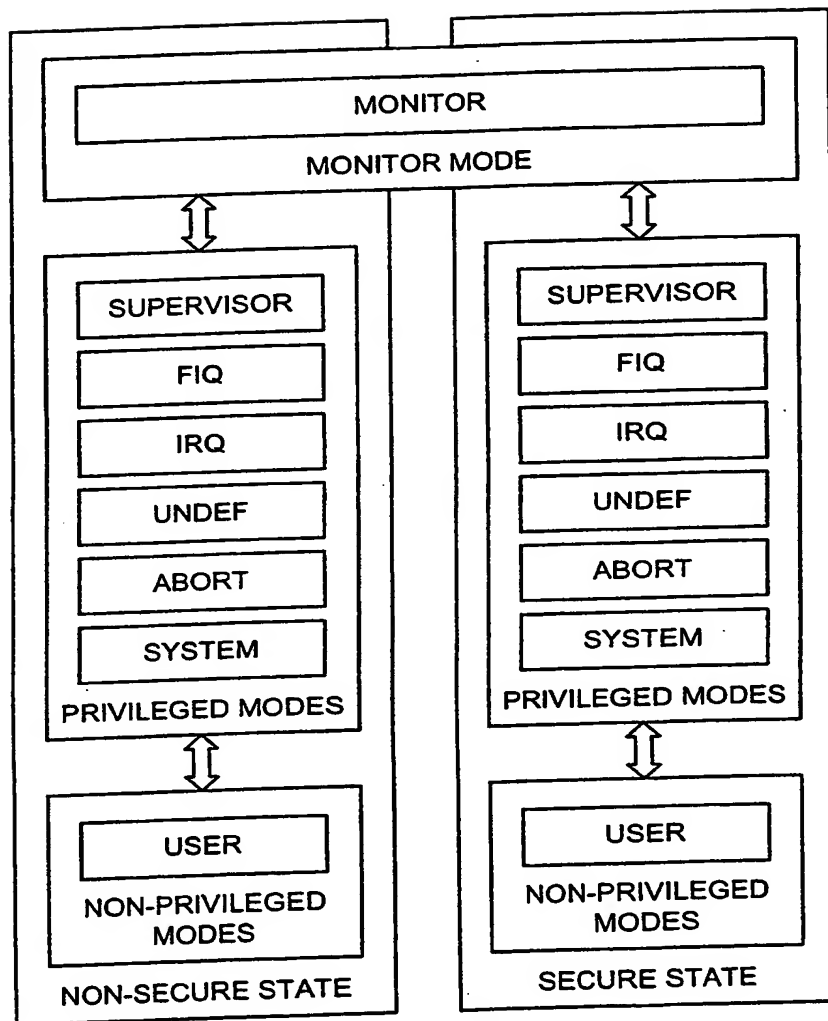 MONITOR
MONITOR MODE
SUPERVISOR
FIQ
IRQ
UNDEF
ABORT
SYSTEM
PRIVILEGED MODES
USER
NON-PRIVILEGED
MODES
NON-SECURE STATE
SUPERVISOR
FIQ
IRQ
UNDEF
ABORT
SYSTEM
PRIVILEGED MODES
USER
NON-PRIVILEGED
MODES
SECURE STATE